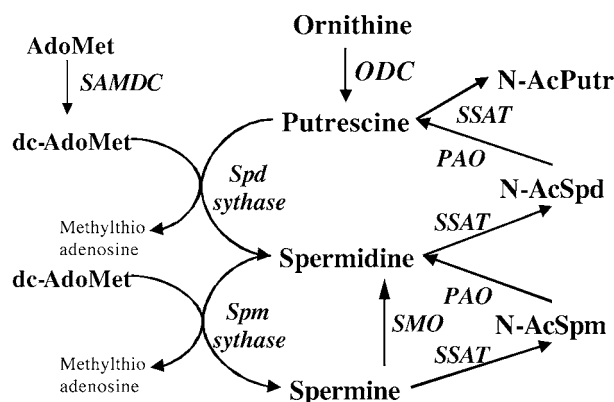 Ornithine
AdoMet
SAMDC
ODC
N-AcPutr
SSAT
dc-AdoMet
Putrescine
PAO
Spd
sythase
N-AcSpd
Methylthio
adenosine
SSAT
Spermidine
dc-AdoMet
PAO
Spm
sythase
SMO
N-AcSpm
SSAT
Methylthio
adenosine
Spermine